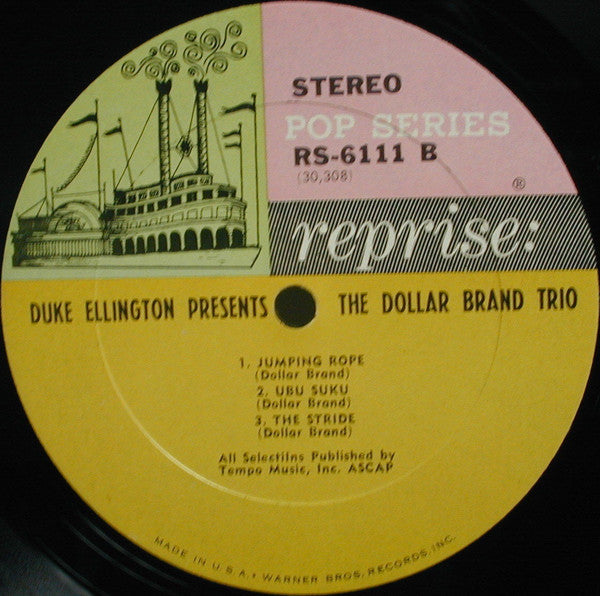 STEREO
POP SERIES
RS-6111 B
(30,308)
®
reprise:
DUKE ELLINGTON PRESENTS THE DOLLAR BRAND TRIO
1. JUMPING ROPE
(Dollar Brand)
2. UBU SUKU
(Dollar Brand)
3. THE STRIDE
(Dollar Brand)
All Selectilns Published by
Tempo Music, Inc. ASCAP
MADE IN U.S.A. • WARNER BROS. RECORDS, INC.